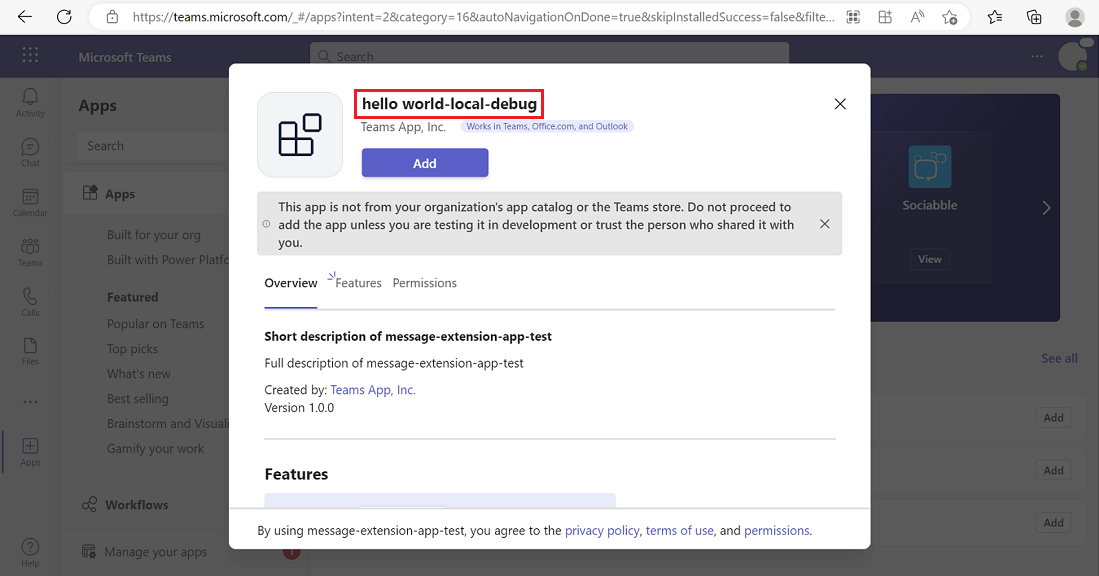 https://teams.microsoft.com/_#/apps?intent=2&category=16&autoNavigationOnDone=true&skipInstalledSuccess=false&filte...
Microsoft Teams
Search
Activity
Chat
Calendar
Teams
Calls
Files
Apps
Help
Apps
Search
Apps
Built for your org
Built with Power Platfo
Featured
Popular on Teams
Top picks
What's new
Best selling
Brainstorm and Visuali
Gamify your work
Workflows
Manage your apps
1
hello world-local-debug
Teams App, Inc.
Works in Teams, Office.com, and Outlook
Add
This app is not from your organization's app catalog or the Teams store. Do not proceed to
add the app unless you are testing it in development or trust the person who shared it with
you.
Overview
Features
Permissions
Short description of message-extension-app-test
Full description of message-extension-app-test
Created by: Teams App, Inc.
Version 1.0.0
Features
By using message-extension-app-test, you agree to the privacy policy, terms of use, and permissions.
Sociabble
View
See all
Add
Add
Add